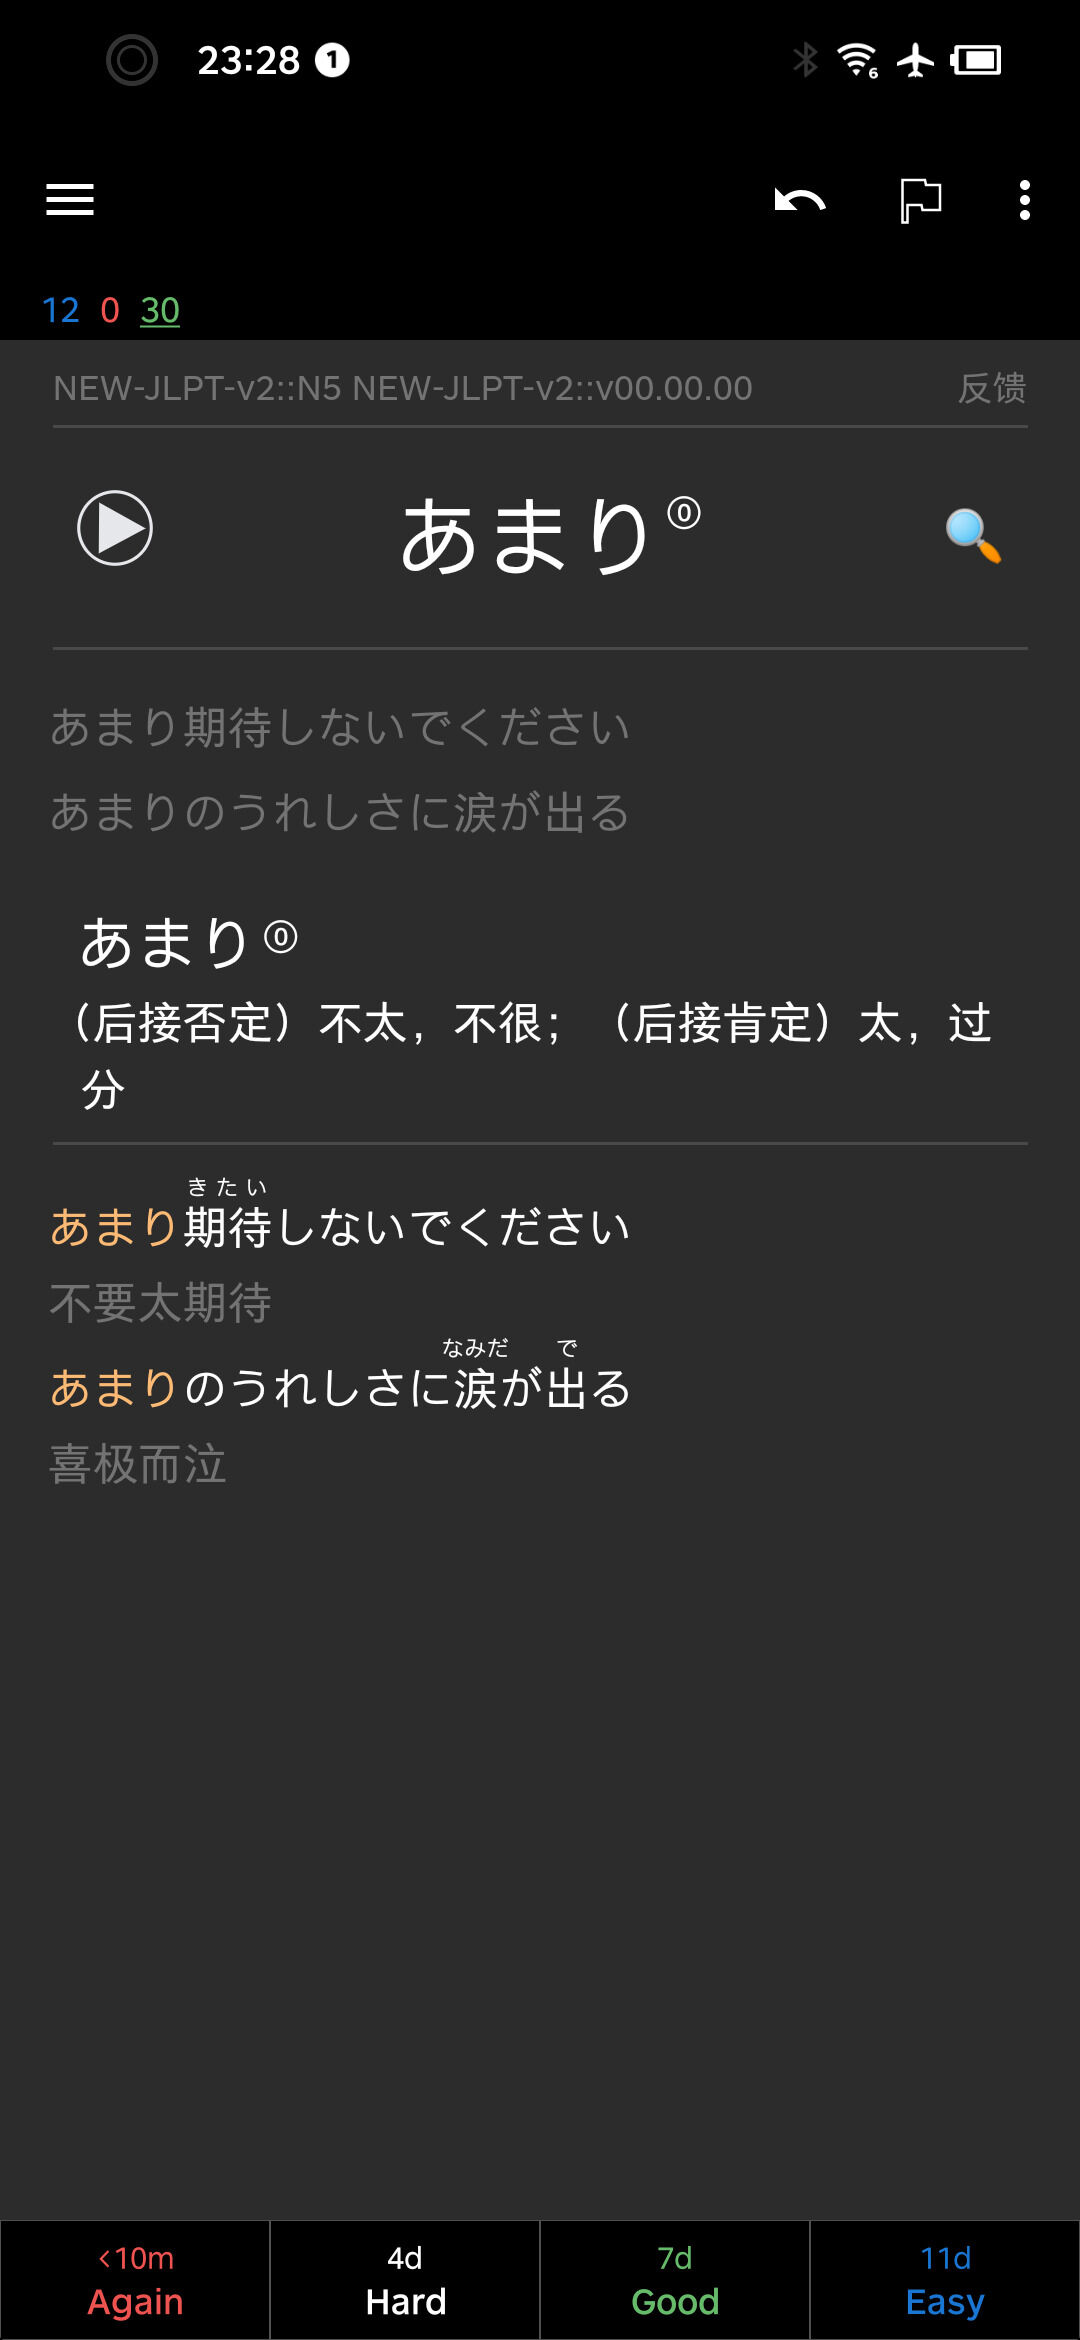 23:28 1
6
12 0 30
NEW-JLPT-v2::N5 NEW-JLPT-v2::v00.00.00 反馈
あまり⓪
あまり期待しないでください
あまりのうれしさに涙が出る
あまり⓪
（后接否定）不太，不很；（后接肯定）太，过
分
きたい
あまり期待しないでください
不要太期待
なみだ で
あまりのうれしさに涙が出る
喜极而泣
<10m 4d 7d 11d
Again Hard Good Easy